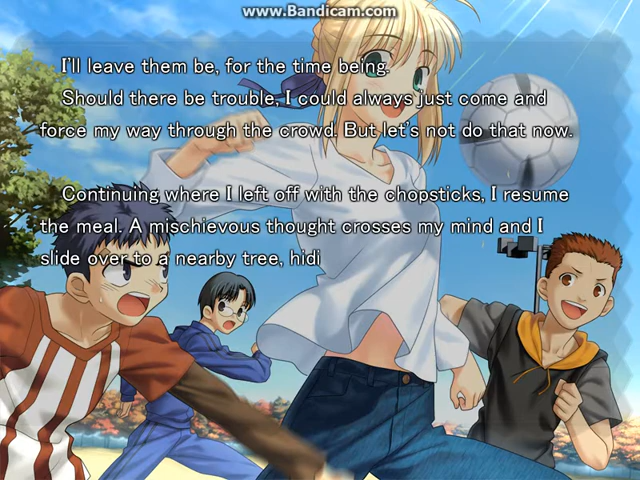 www.Bandicam.com
I'll leave them be, for the time being.
Should there be trouble, I could always just come and
force my way through the crowd. But let's not do that now.
Continuing where I left off with the chopsticks, I resume
the meal. A mischievous thought crosses my mind and I
slide over to a nearby tree, hidi